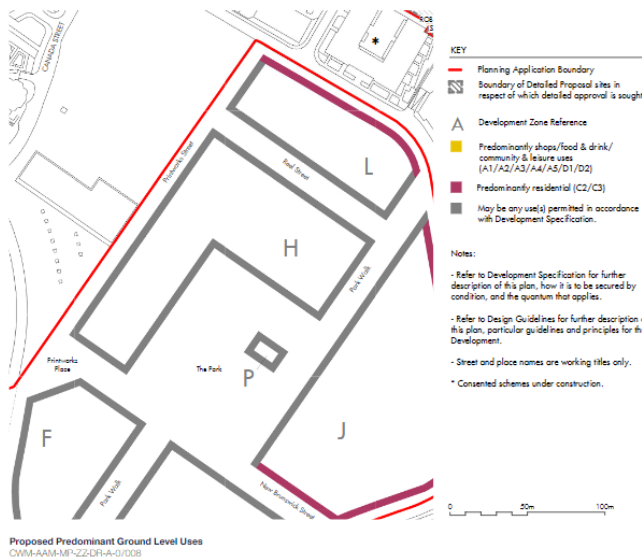 CANADA STREET
ROB
*
L
Printworks Street
Reel Street
H
Park Walk
Printworks
Place
The Park
P
F
J
Park Walk
New Brunswick Street
KEY
Planning Application Boundary
Boundary of Detailed Proposal sites in
respect of which detailed approval is sought
A Development Zone Reference
Predominantly shops/food & drink/
community & leisure uses
(A1/A2/A3/A4/A5/D1/D2)
Predominantly residential (C2/C3)
May be any use(s) permitted in accordance
with Development Specification.
Notes:
- Refer to Development Specification for further
description of this plan, how it is to be secured by
condition, and the quantum that applies.
- Refer to Design Guidelines for further description
this plan, particular guidelines and principles for the
Development.
- Street and place names are working titles only.
* Consented schemes under construction.
0 50m 100m
Proposed Predominant Ground Level Uses
CWM-AAM-MP-ZZ-DR-A-07008